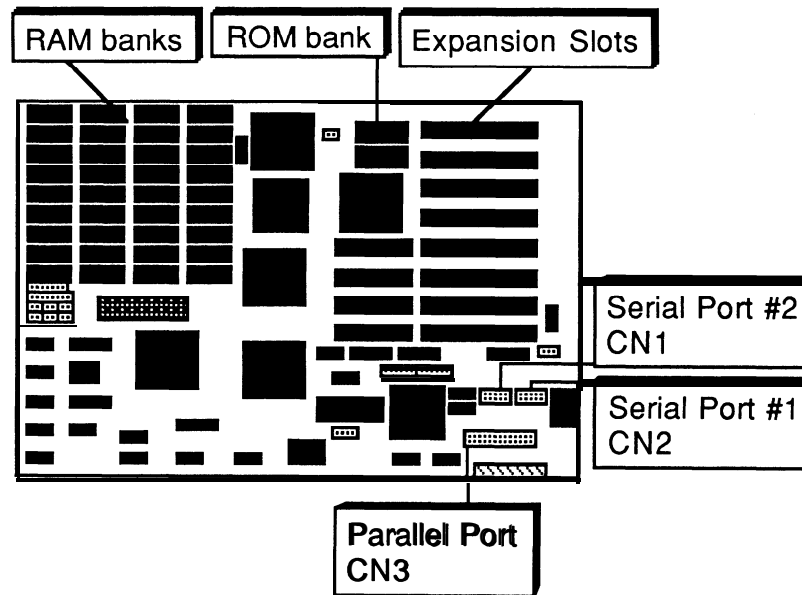 RAM banks
ROM bank
Expansion Slots
Serial Port #2
CN1
Serial Port #1
CN2
Parallel Port
CN3